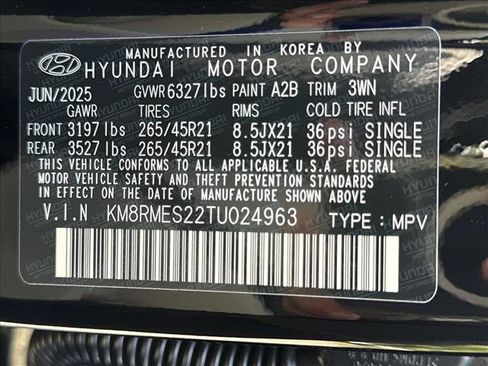 MANUFACTURED IN KOREA BY
HYUNDAI MOTOR COMPANY
JUN/2025 GVWR 6327lbs PAINT A2B TRIM 3WN
GAWR TIRES RIMS COLD TIRE INFL
FRONT 3197lbs 265/45R21 8.5JX21 36psi SINGLE
REAR 3527lbs 265/45R21 8.5JX21 36psi SINGLE
THIS VEHICLE CONFORMS TO ALL APPLICABLE U.S.A. FEDERAL
MOTOR VEHICLE SAFETY AND THEFT PREVENTION STANDARDS
IN EFFECT ON THE DATE OF MANUFACTURE SHOWN ABOVE.
V.I.N KM8RMES22TU024963 TYPE : MPV